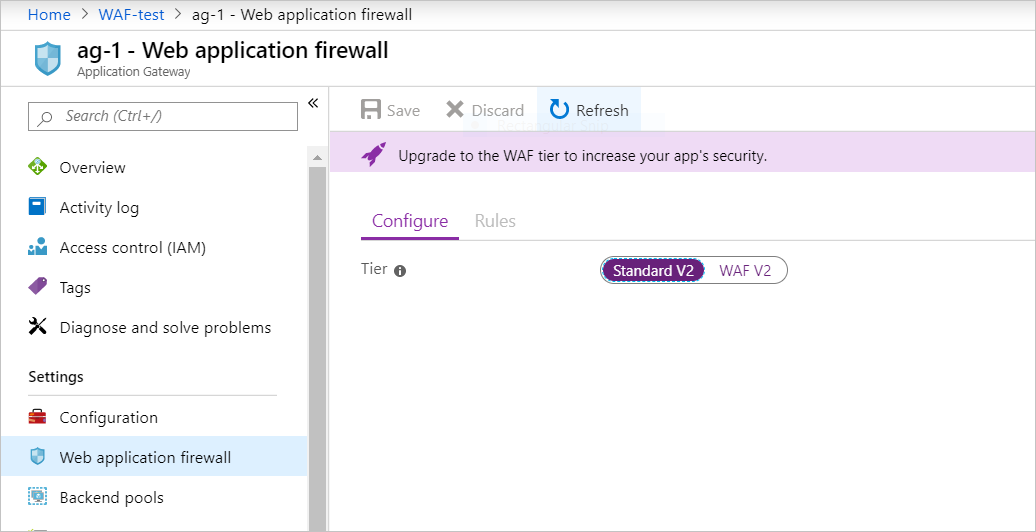 Home > WAF-test > ag-1 - Web application firewall
ag-1 - Web application firewall
Application Gateway
Search (Ctrl+/)
«
Overview
Activity log
Access control (IAM)
Tags
Diagnose and solve problems
Settings
Configuration
Web application firewall
Backend pools
Save Discard Refresh
Upgrade to the WAF tier to increase your app's security.
Configure Rules
Tier Standard V2 WAF V2